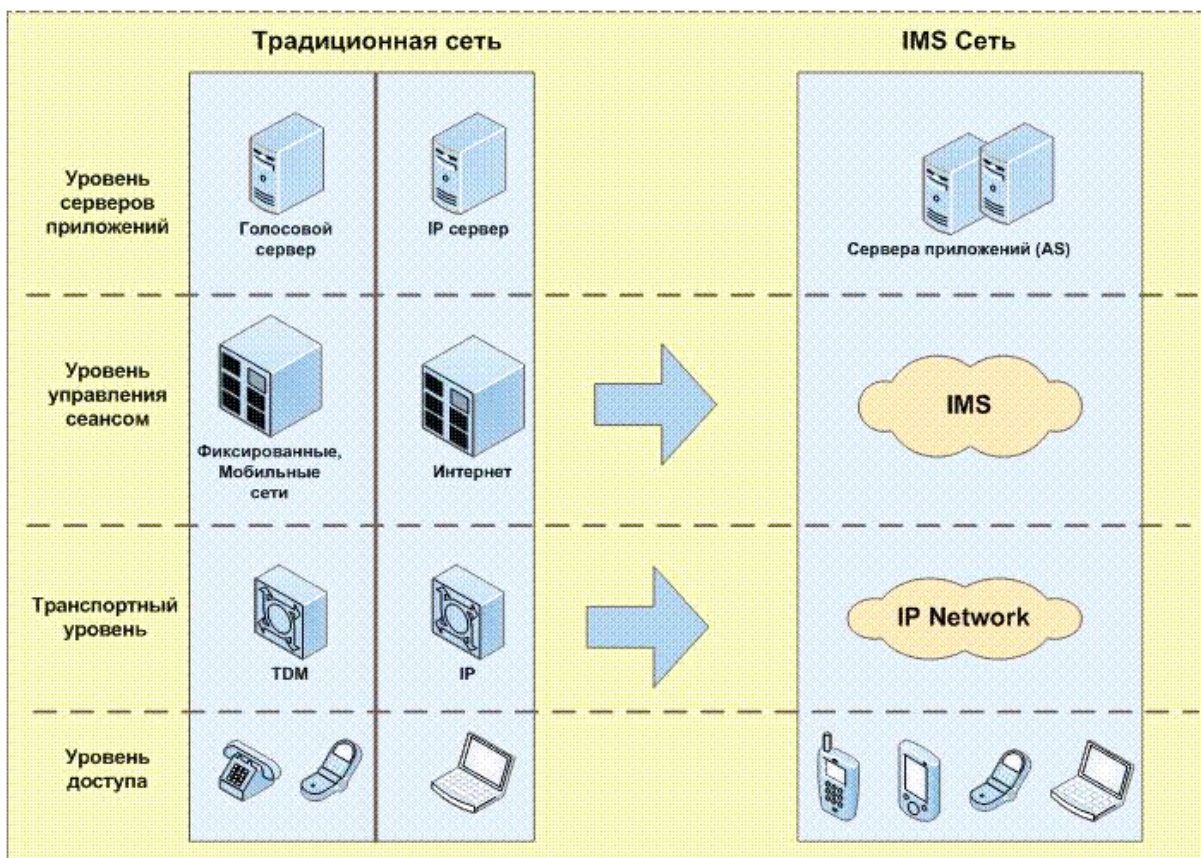 Традиционная сеть
IMS Сеть
Уровень
серверов
приложений
Голосовой
сервер
IP сервер
Сервера приложений (AS)
Уровень
управления
сеансом
Фиксированные,
Мобильные
сети
Интернет
IMS
Транспортный
уровень
TDM
IP
IP Network
Уровень
доступа